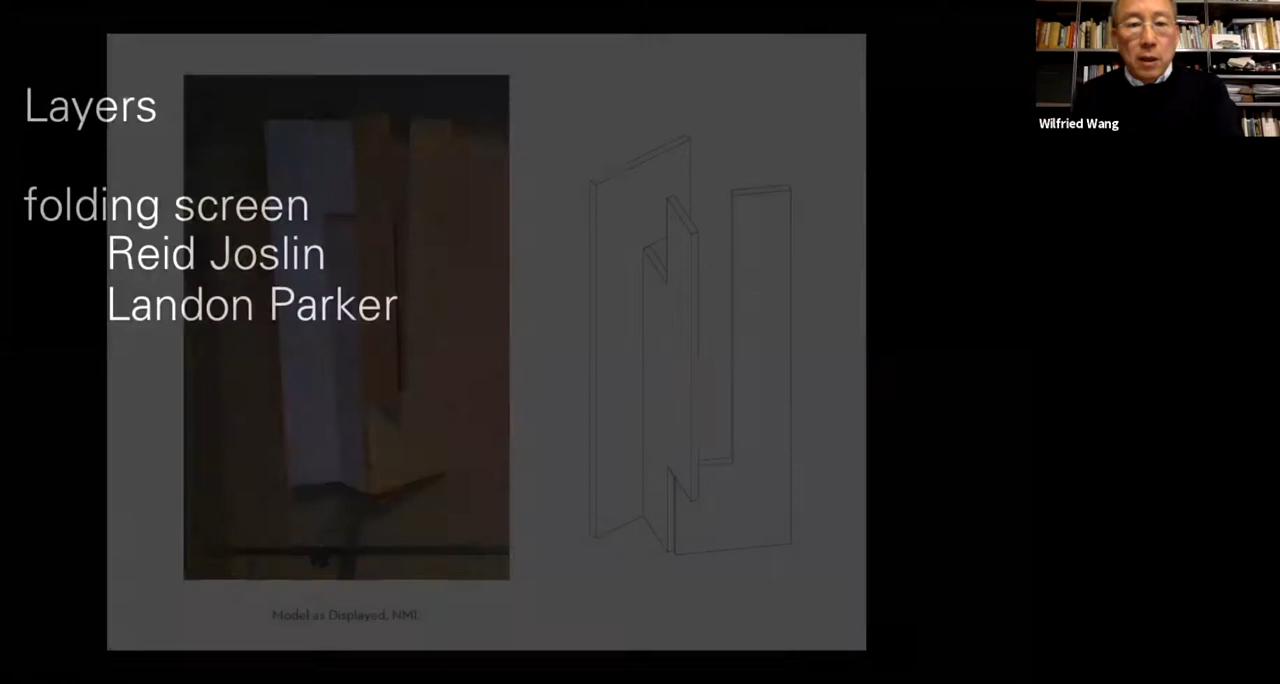 Layers
folding screen
Reid Joslin
Landon Parker
Model as Displayed, NMI.
Wilfried Wang